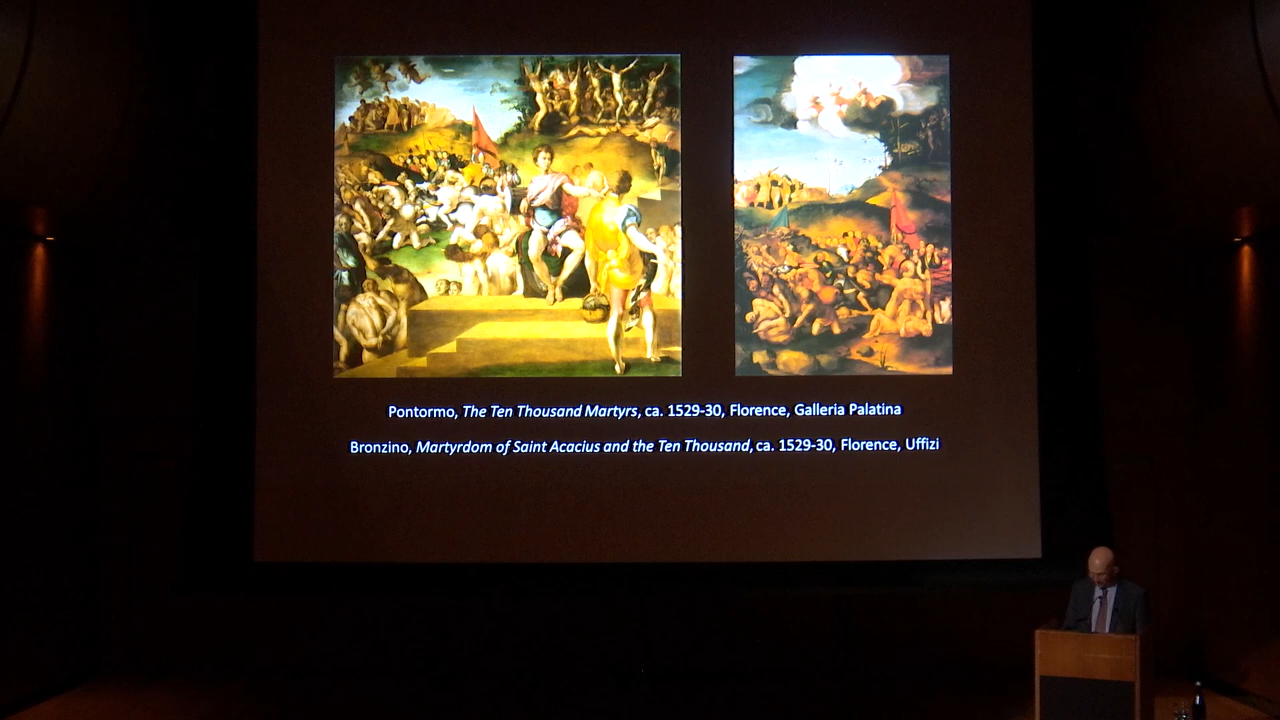 Pontormo, The Ten Thousand Martyrs, ca. 1529-30, Florence, Galleria Palatina
Bronzino, Martyrdom of Saint Acacius and the Ten Thousand, ca. 1529-30, Florence, Uffizi